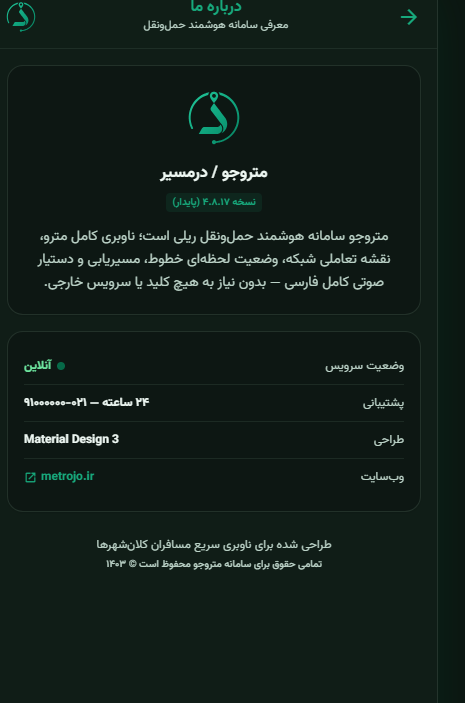 درباره ما
معرفی سامانه هوشمند حمل‌ونقل
متروجو / درمسیر
نسخه ۴.۸.۱۷ (پایدار)
متروجو سامانه هوشمند حمل‌ونقل ریلی است؛ ناوبری کامل مترو،
نقشه تعاملی شبکه، وضعیت لحظه‌ای خطوط، مسیریابی و دستیار
صوتی کامل فارسی — بدون نیاز به هیچ کلید یا سرویس خارجی.
وضعیت سرویس آنلاین
پشتیبانی ۲۴ ساعته — ۰۲۱-۹۱۰۰۰۰۰۰
طراحی Material Design 3
وب‌سایت metrojo.ir
طراحی شده برای ناوبری سریع مسافران کلان‌شهرها
تمامی حقوق برای سامانه متروجو محفوظ است © ۱۴۰۳